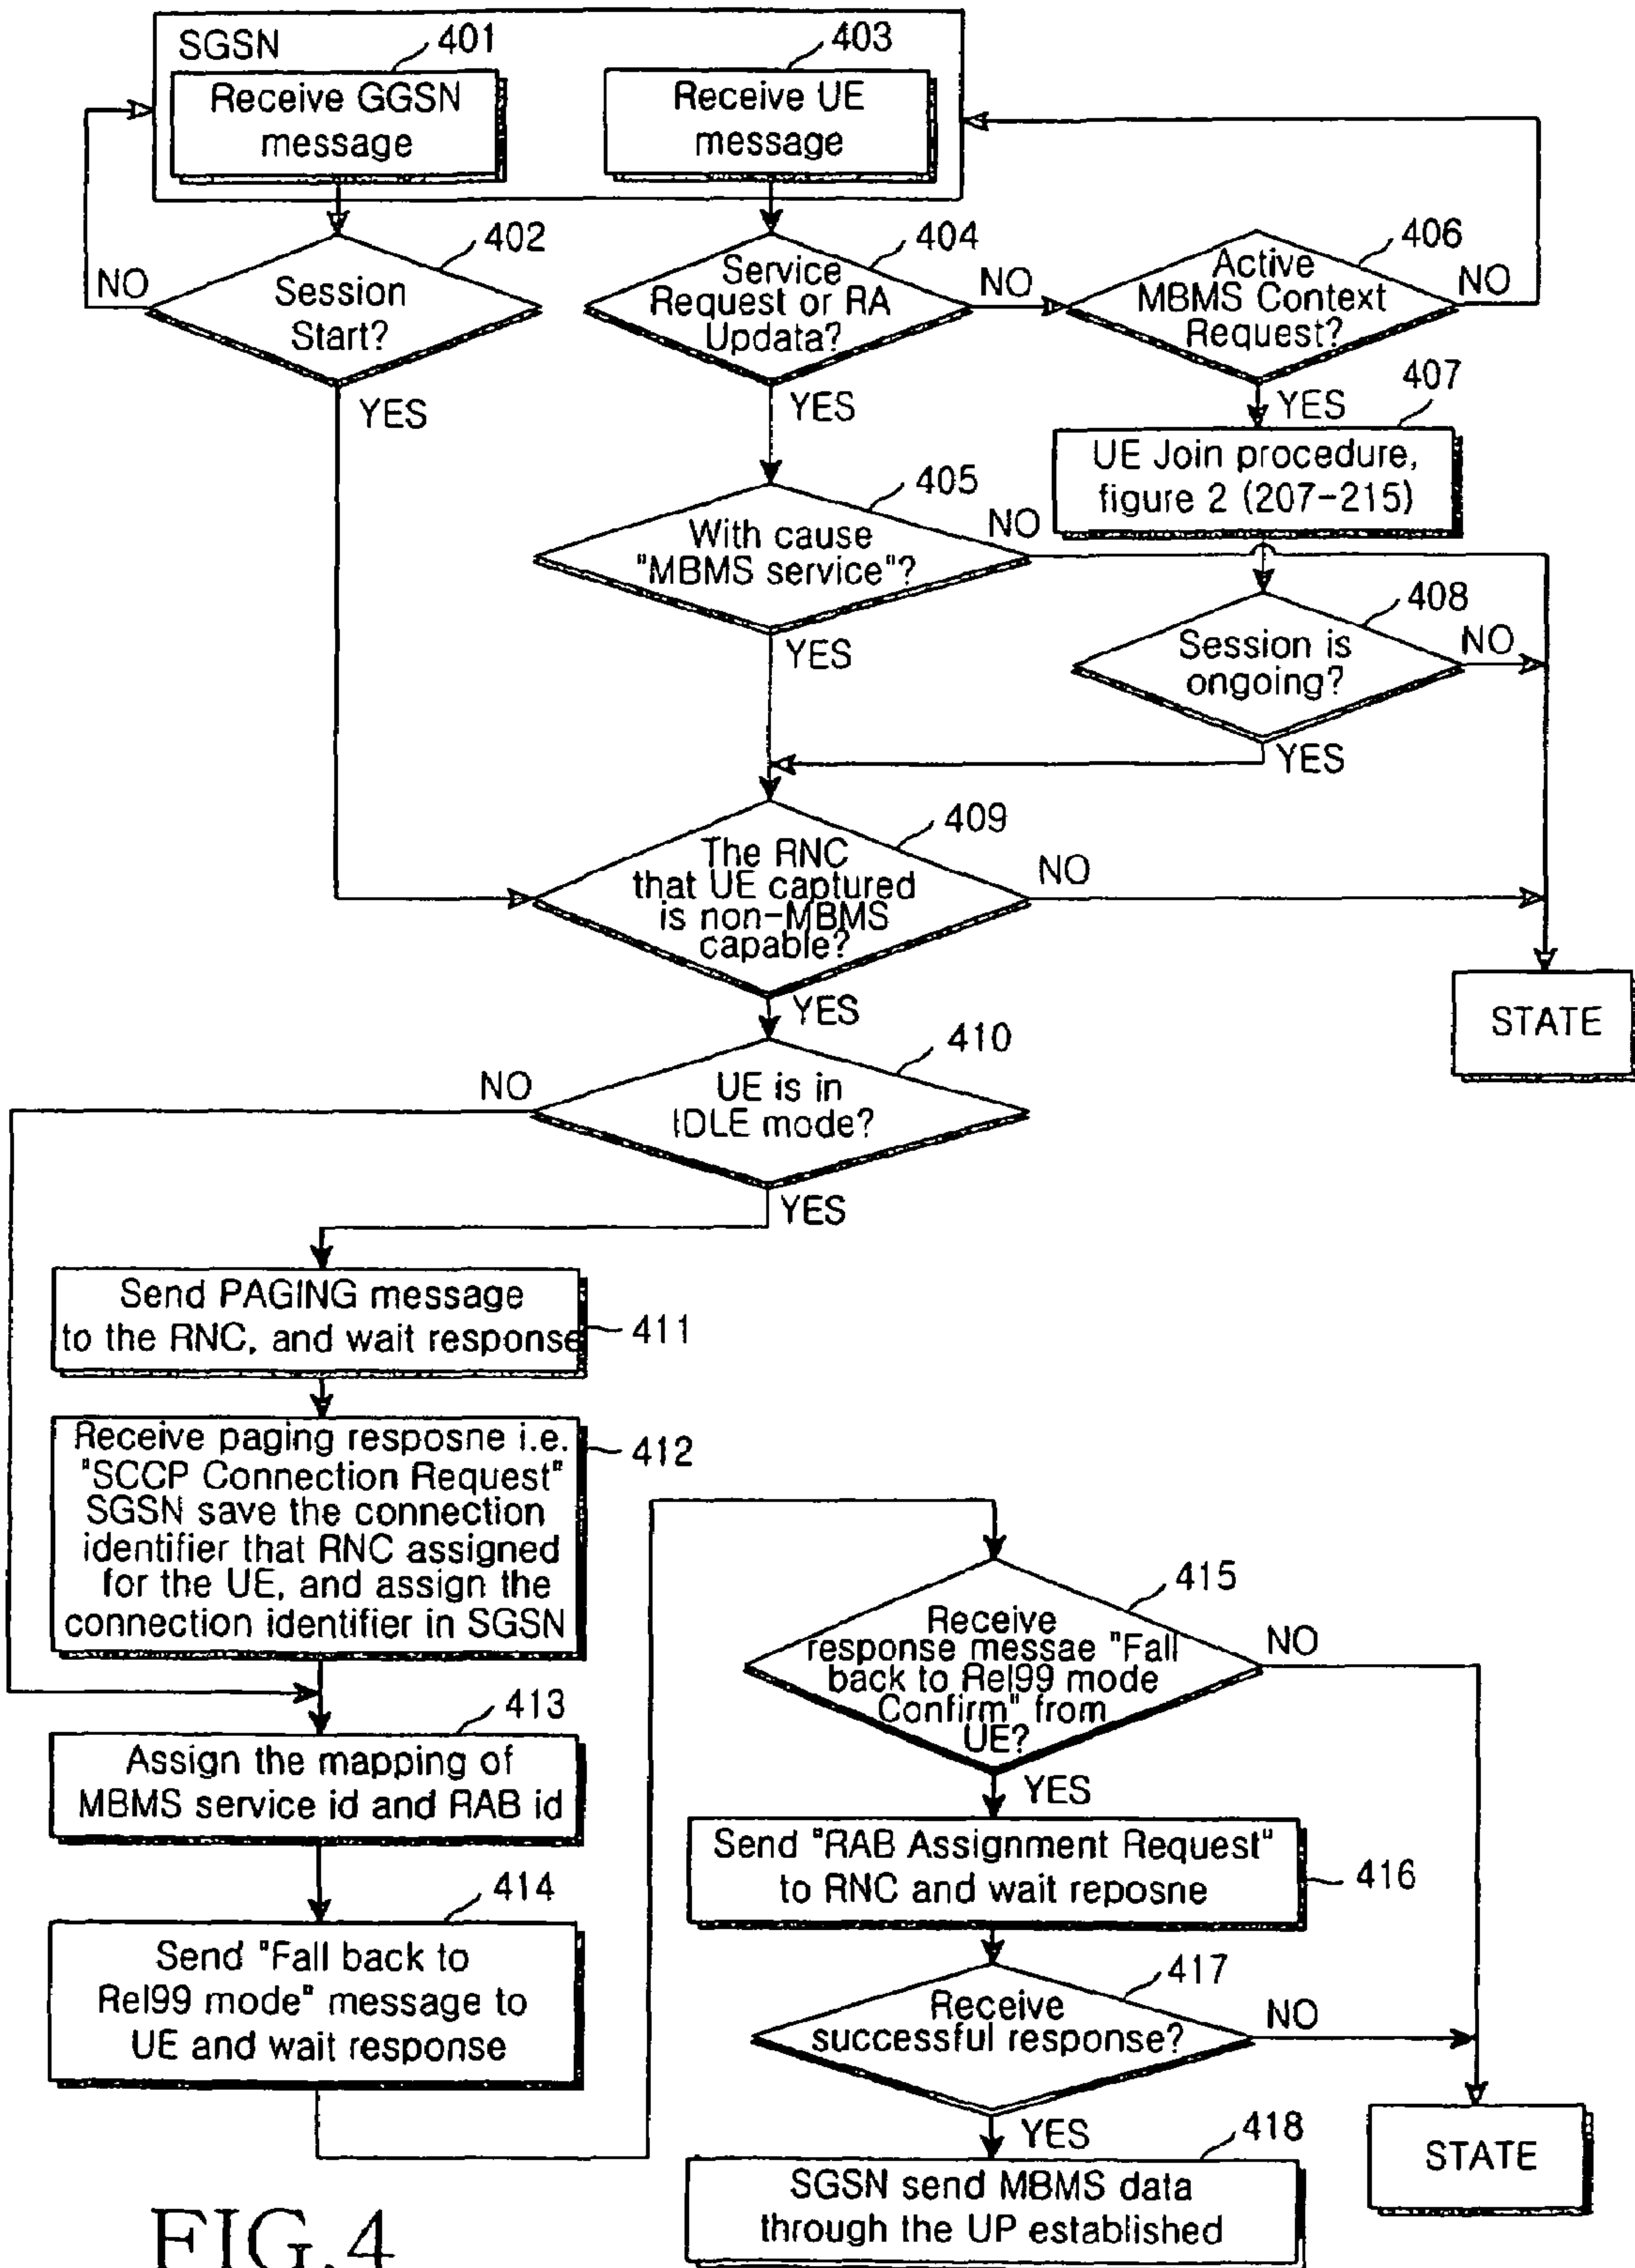 SGSN
401
Receive GGSN
message
403
Receive UE
message
402
Session
Start?
NO
YES
404
Service
Request or RA
Updata?
NO
YES
406
Active
MBMS Context
Request?
NO
YES
407
UE Join procedure,
figure 2 (207-215)
405
With cause
"MBMS service"?
NO
YES
408
Session is
ongoing?
NO
YES
409
The RNC
that UE captured
is non-MBMS
capable?
NO
YES
STATE
410
UE is in
IDLE mode?
NO
YES
Send PAGING message
to the RNC, and wait response
411
Receive paging resposne i.e.
"SCCP Connection Request"
SGSN save the connection
identifier that RNC assigned
for the UE, and assign the
connection identifier in SGSN
412
413
Assign the mapping of
MBMS service id and RAB id
414
Send "Fall back to
Rel99 mode" message to
UE and wait response
415
Receive
response messae "Fall
back to Rel99 mode
Confirm" from
UE?
NO
YES
Send "RAB Assignment Request"
to RNC and wait reposne
416
417
Receive
successful response?
NO
YES
STATE
418
SGSN send MBMS data
through the UP established
FIG.4